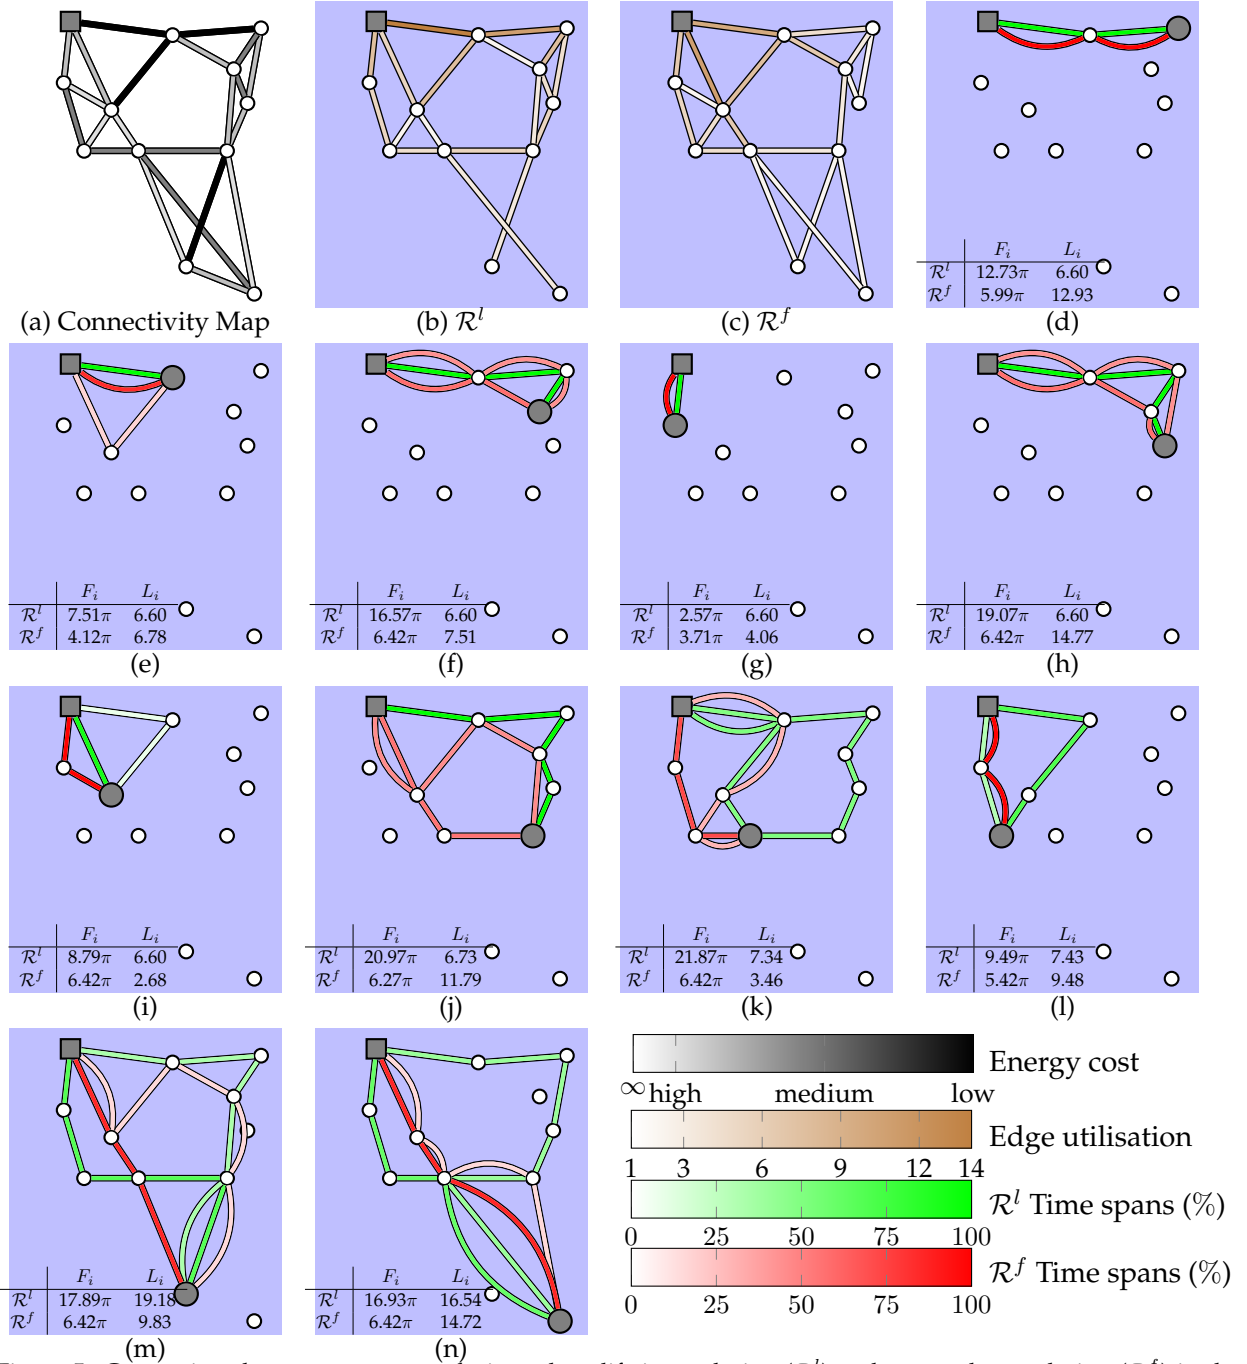 (a) Connectivity Map
(b) R^l
(c) R^f
F_i L_i
R^l 12.73π 6.60
R^f 5.99π 12.93
(d)
F_i L_i
R^l 7.51π 6.60
R^f 4.12π 6.78
(e)
F_i L_i
R^l 16.57π 6.60
R^f 6.42π 7.51
(f)
F_i L_i
R^l 2.57π 6.60
R^f 3.71π 4.06
(g)
F_i L_i
R^l 19.07π 6.60
R^f 6.42π 14.77
(h)
F_i L_i
R^l 8.79π 6.60
R^f 6.42π 2.68
(i)
F_i L_i
R^l 20.97π 6.73
R^f 6.27π 11.79
(j)
F_i L_i
R^l 21.87π 7.34
R^f 6.42π 3.46
(k)
F_i L_i
R^l 9.49π 7.43
R^f 5.42π 9.48
(l)
F_i L_i
R^l 17.89π 19.18
R^f 6.42π 9.83
(m)
F_i L_i
R^l 16.93π 16.54
R^f 6.42π 14.72
(n)
Energy cost
∞ high medium low
Edge utilisation
1 3 6 9 12 14
R^l Time spans (%)
0 25 50 75 100
R^f Time spans (%)
0 25 50 75 100